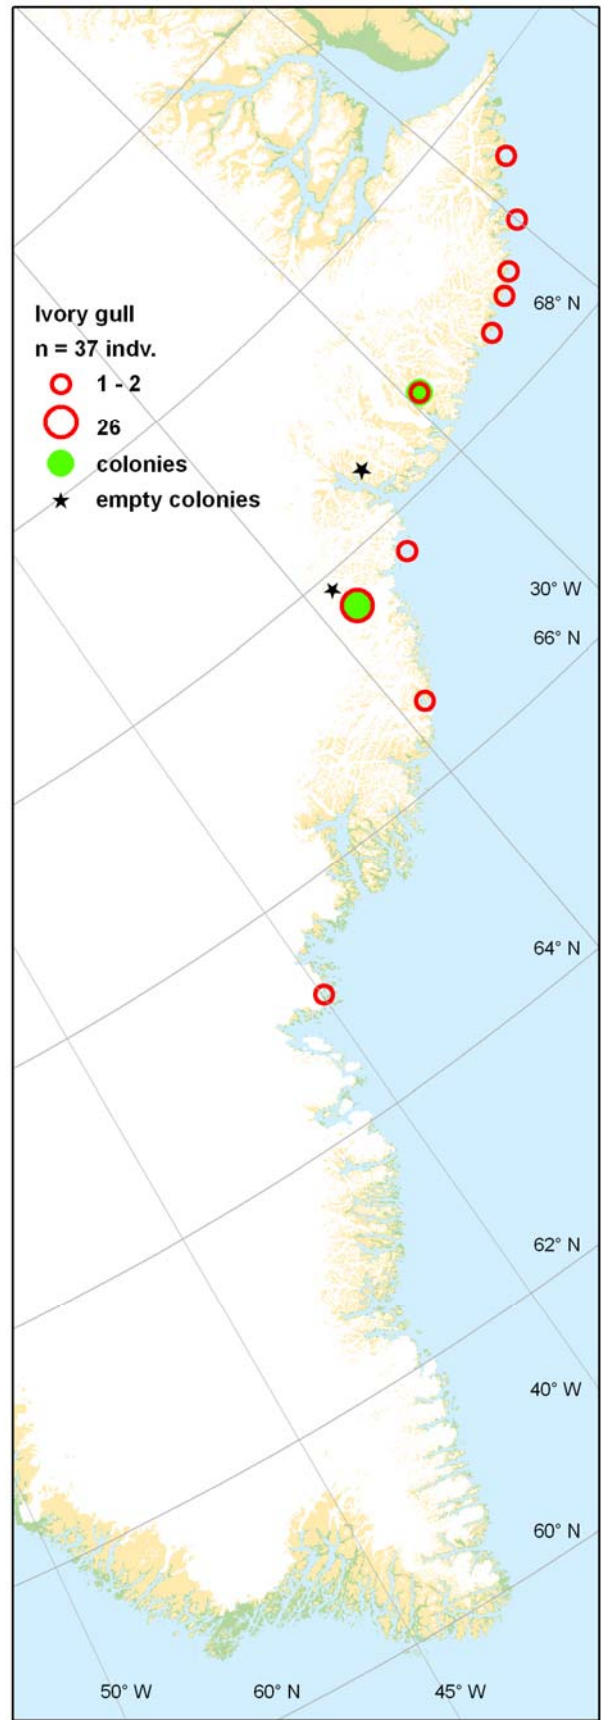 68° N
Ivory gull
n = 37 indv.
1 - 2
26
colonies
empty colonies
30° W
66° N
64° N
62° N
40° W
60° N
50° W 60° N 45° W